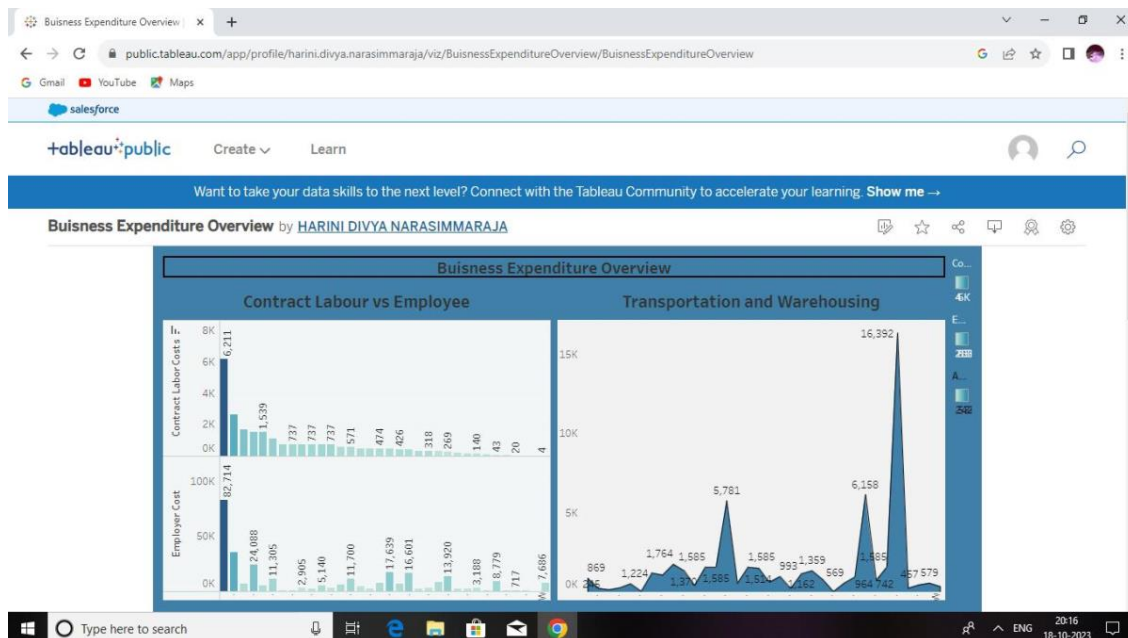 Buisness Expenditure Overview |
public.tableau.com/app/profile/harini.divya.narasimmaraja/viz/BuisnessExpenditureOverview/BuisnessExpenditureOverview
G Gmail YouTube Maps
salesforce
+ableau public Create Learn
Want to take your data skills to the next level? Connect with the Tableau Community to accelerate your learning. Show me →
Buisness Expenditure Overview by HARINI DIVYA NARASIMMARAJA
Buisness Expenditure Overview
Contract Labour vs Employee
Contract Labor Costs
8K
6K
4K
2K
0K
6,211
1,539
737
737
737
571
474
426
318
269
140
43
20
4
Employer Cost
100K
50K
0K
82,714
24,088
11,305
2,905
5,140
11,700
17,639
16,601
13,920
3,188
8,779
717
7,686
Transportation and Warehousing
15K
10K
5K
0K
869
1,224
1,764
1,370
1,585
1,585
5,781
1,585
993
1,162
1,359
569
6,158
964
742
1,585
16,392
457
579
Co...
E...
A...
Type here to search
ENG
20:16
18-10-2023